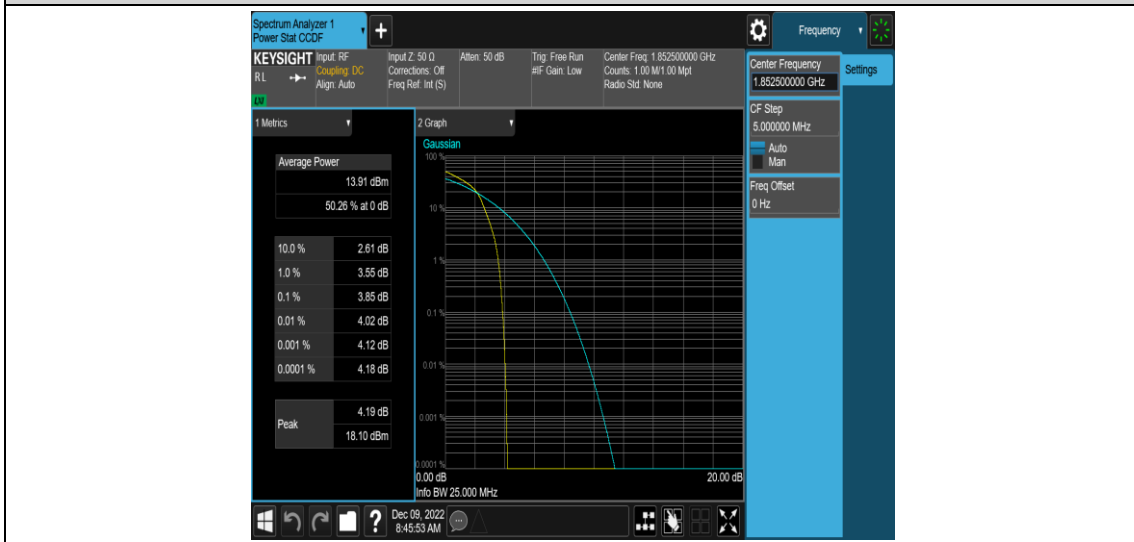 Spectrum Analyzer 1
Power Stat CCDF
+
Frequency
KEYSIGHT
RL
LXI
Input: RF
Coupling: DC
Align: Auto
Input Z: 50 Ω
Corrections: Off
Freq Ref: Int (S)
Atten: 50 dB
Trig: Free Run
#IF Gain: Low
Center Freq: 1.852500000 GHz
Counts: 1.00 M/1.00 Mpt
Radio Std: None
Center Frequency
1.852500000 GHz
Settings
CF Step
5.000000 MHz
Auto
Man
Freq Offset
0 Hz
1 Metrics
Average Power
13.91 dBm
50.26 % at 0 dB
10.0 % 2.61 dB
1.0 % 3.55 dB
0.1 % 3.85 dB
0.01 % 4.02 dB
0.001 % 4.12 dB
0.0001 % 4.18 dB
Peak
4.19 dB
18.10 dBm
2 Graph
Gaussian
100 %
10 %
1 %
0.1 %
0.01 %
0.001 %
0.0001 %
0.00 dB 20.00 dB
Info BW 25.000 MHz
?
Dec 09, 2022
8:45:53 AM